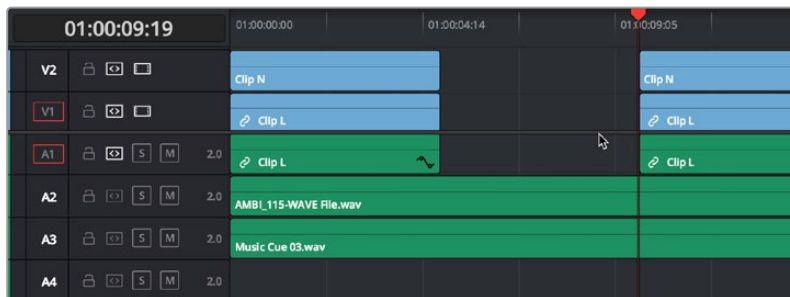 01:00:09:19 01:00:00:00 01:00:04:14 01:00:09:05
V2 Clip N Clip N
V1 Clip L Clip L
A1 S M 2.0 Clip L Clip L
A2 S M 2.0 AMBI_115-WAVE File.wav
A3 S M 2.0 Music Cue 03.wav
A4 S M 2.0